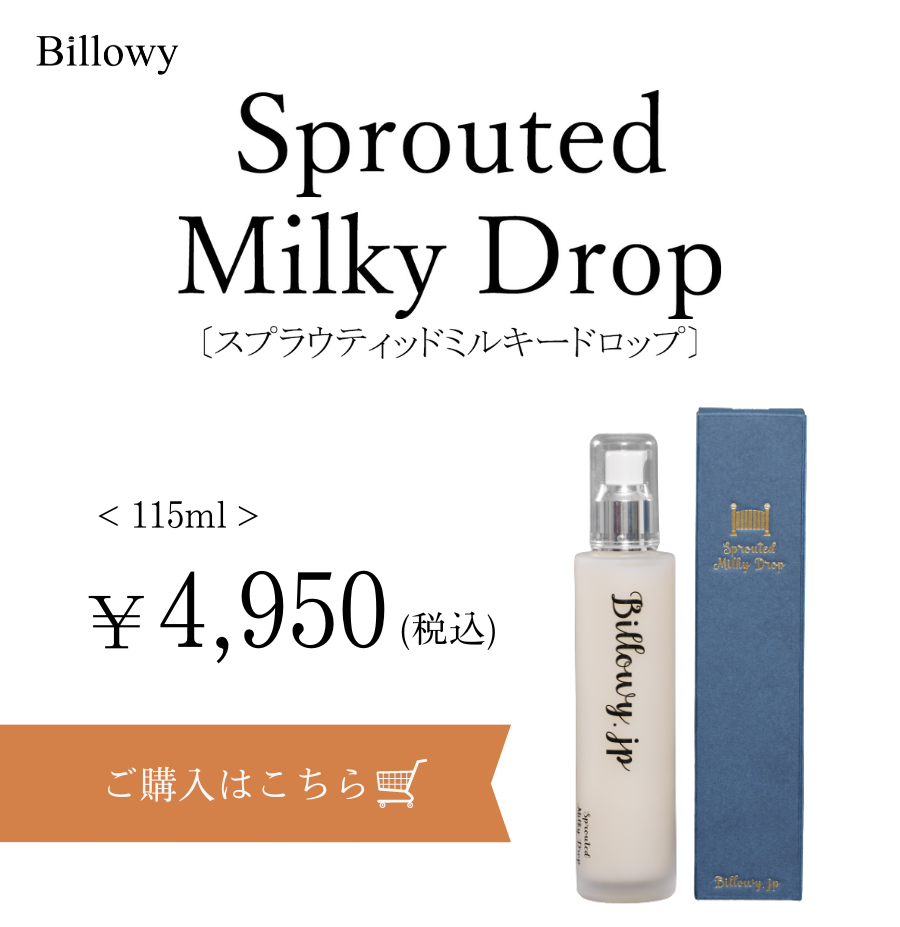 Billowy
Sprouted
Milky Drop
〔スプラウティッドミルキードロップ〕
< 115ml >
￥4,950 (税込)
ご購入はこちら
Billowy.jp
Sprouted
Milky Drop
Sprouted
Milky Drop
Billowy.jp